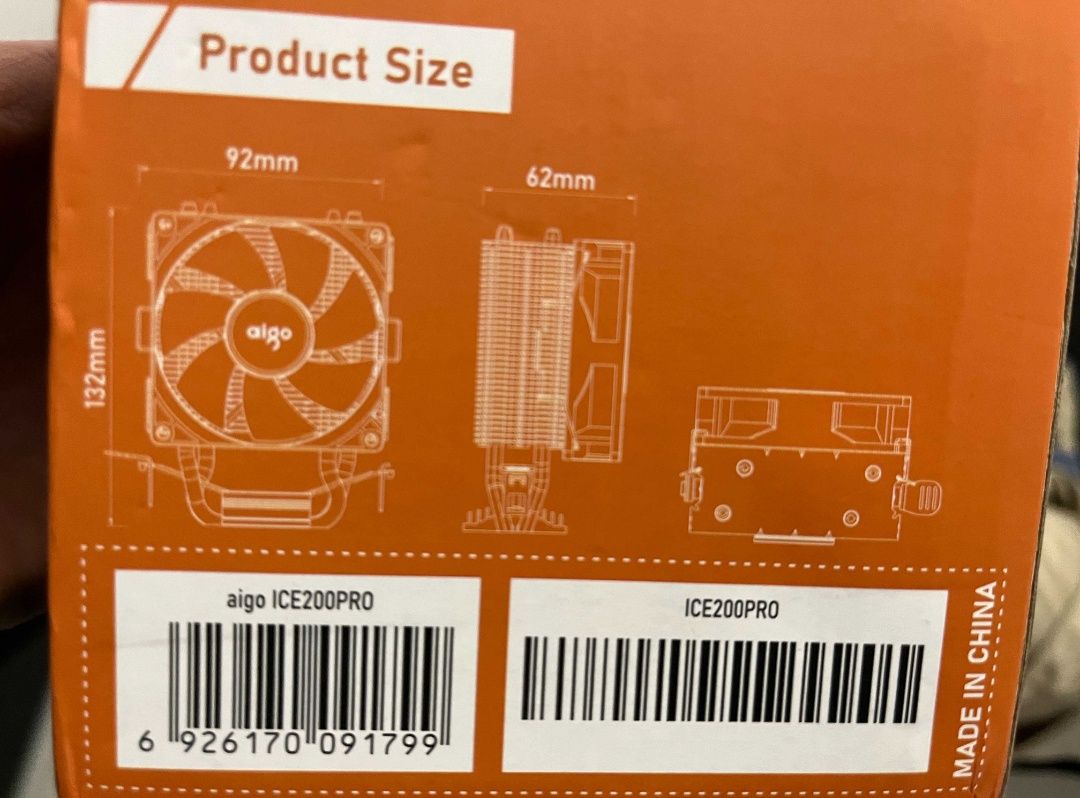 Product Size
92mm
62mm
132mm
aigo
aigo ICE200PRO
6 926170 091799
ICE200PRO
MADE IN CHINA